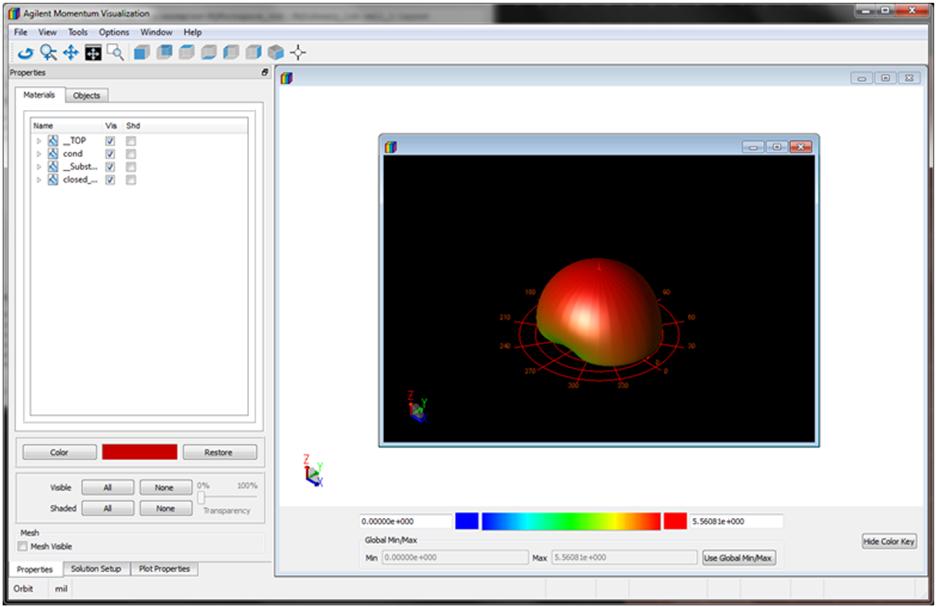 Agilent Momentum Visualization
File View Tools Options Window Help
Properties
Materials Objects
Name Vis Shd
__TOP
cond
__Subst...
closed_...
Color Restore
Visible All None 0% 100%
Shaded All None Transparency
Mesh
Mesh Visible
Properties Solution Setup Plot Properties
Orbit mil
210
240
270
300
330
0
30
60
90
Z
Y
Z
Y
X
0.00000e+000 5.56081e+000
Global Min/Max
Min 0.00000e+000 Max 5.56081e+000 Use Global Min/Max
Hide Color Key